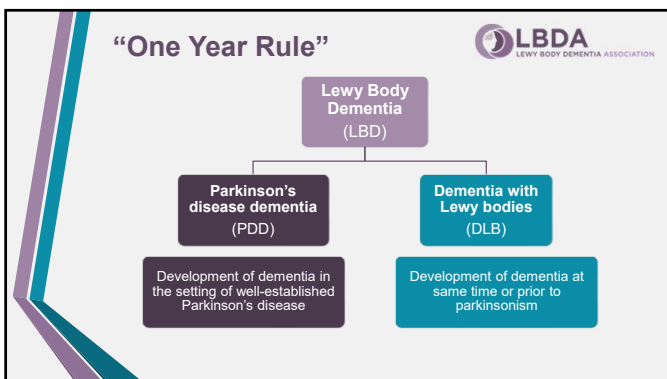 “One Year Rule”
LBDA
LEWY BODY DEMENTIA ASSOCIATION
Lewy Body
Dementia
(LBD)
Parkinson’s
disease dementia
(PDD)
Dementia with
Lewy bodies
(DLB)
Development of dementia in
the setting of well-established
Parkinson’s disease
Development of dementia at
same time or prior to
parkinsonism